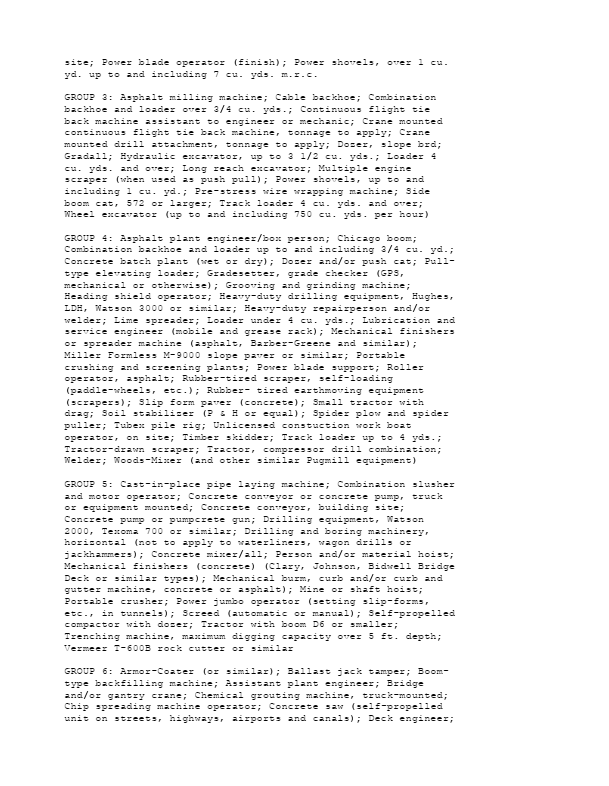 site; Power blade operator (finish); Power shovels, over 1 cu.
yd. up to and including 7 cu. yds. m.r.c.
GROUP 3: Asphalt milling machine; Cable backhoe; Combination
backhoe and loader over 3/4 cu. yds.; Continuous flight tie
back machine assistant to engineer or mechanic; Crane mounted
continuous flight tie back machine, tonnage to apply; Crane
mounted drill attachment, tonnage to apply; Dozer, slope brd;
Gradall; Hydraulic excavator, up to 3 1/2 cu. yds.; Loader 4
cu. yds. and over; Long reach excavator; Multiple engine
scraper (when used as push pull); Power shovels, up to and
including 1 cu. yd.; Pre-stress wire wrapping machine; Side
boom cat, 572 or larger; Track loader 4 cu. yds. and over;
Wheel excavator (up to and including 750 cu. yds. per hour)
GROUP 4: Asphalt plant engineer/box person; Chicago boom;
Combination backhoe and loader up to and including 3/4 cu. yd.;
Concrete batch plant (wet or dry); Dozer and/or push cat; Pull-
type elevating loader; Gradesetter, grade checker (GPS,
mechanical or otherwise); Grooving and grinding machine;
Heading shield operator; Heavy-duty drilling equipment, Hughes,
LDH, Watson 3000 or similar; Heavy-duty repairperson and/or
welder; Lime spreader; Loader under 4 cu. yds.; Lubrication and
service engineer (mobile and grease rack); Mechanical finishers
or spreader machine (asphalt, Barber-Greene and similar);
Miller Formless M-9000 slope paver or similar; Portable
crushing and screening plants; Power blade support; Roller
operator, asphalt; Rubber-tired scraper, self-loading
(paddle-wheels, etc.); Rubber- tired earthmoving equipment
(scrapers); Slip form paver (concrete); Small tractor with
drag; Soil stabilizer (P & H or equal); Spider plow and spider
puller; Tubex pile rig; Unlicensed constuction work boat
operator, on site; Timber skidder; Track loader up to 4 yds.;
Tractor-drawn scraper; Tractor, compressor drill combination;
Welder; Woods-Mixer (and other similar Pugmill equipment)
GROUP 5: Cast-in-place pipe laying machine; Combination slusher
and motor operator; Concrete conveyor or concrete pump, truck
or equipment mounted; Concrete conveyor, building site;
Concrete pump or pumpcrete gun; Drilling equipment, Watson
2000, Texoma 700 or similar; Drilling and boring machinery,
horizontal (not to apply to waterliners, wagon drills or
jackhammers); Concrete mixer/all; Person and/or material hoist;
Mechanical finishers (concrete) (Clary, Johnson, Bidwell Bridge
Deck or similar types); Mechanical burm, curb and/or curb and
gutter machine, concrete or asphalt); Mine or shaft hoist;
Portable crusher; Power jumbo operator (setting slip-forms,
etc., in tunnels); Screed (automatic or manual); Self-propelled
compactor with dozer; Tractor with boom D6 or smaller;
Trenching machine, maximum digging capacity over 5 ft. depth;
Vermeer T-600B rock cutter or similar
GROUP 6: Armor-Coater (or similar); Ballast jack tamper; Boom-
type backfilling machine; Assistant plant engineer; Bridge
and/or gantry crane; Chemical grouting machine, truck-mounted;
Chip spreading machine operator; Concrete saw (self-propelled
unit on streets, highways, airports and canals); Deck engineer;